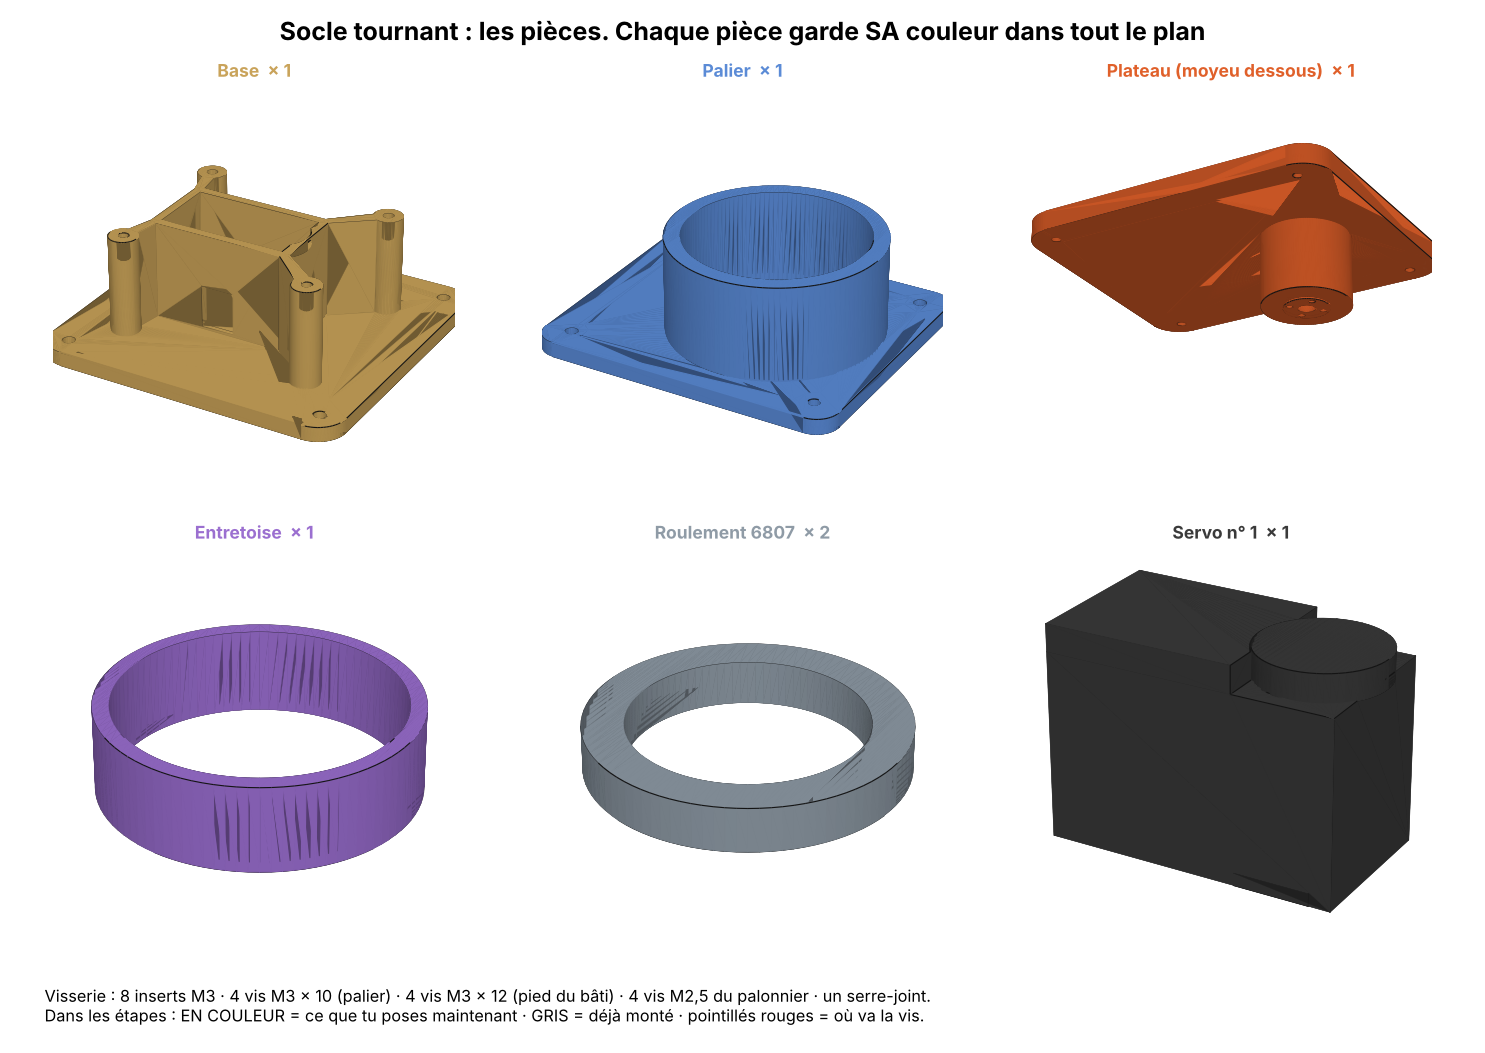 Socle tournant : les pièces. Chaque pièce garde SA couleur dans tout le plan
Base × 1
Palier × 1
Plateau (moyeu dessous) × 1
Entretoise × 1
Roulement 6807 × 2
Servo n° 1 × 1
Visserie : 8 inserts M3 · 4 vis M3 × 10 (palier) · 4 vis M3 × 12 (pied du bâti) · 4 vis M2,5 du palonnier · un serre-joint.
Dans les étapes : EN COULEUR = ce que tu poses maintenant · GRIS = déjà monté · pointillés rouges = où va la vis.